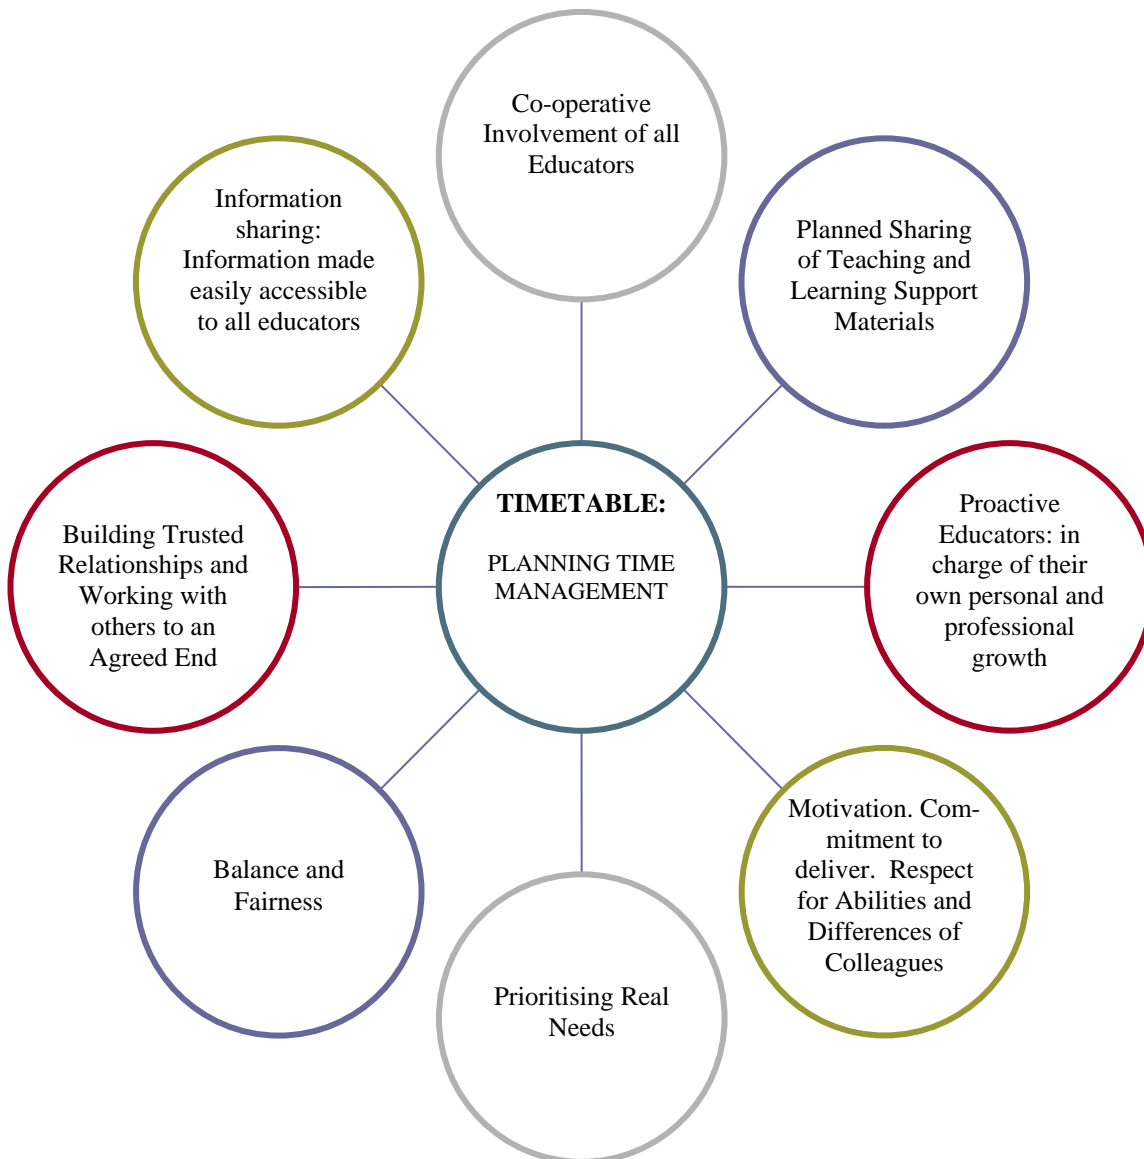 Co-operative
Involvement of all
Educators
Planned Sharing
of Teaching and
Learning Support
Materials
Proactive
Educators: in
charge of their
own personal and
professional
growth
Motivation. Com-
mitment to
deliver.  Respect
for Abilities and
Differences of
Colleagues
Prioritising Real
Needs
Balance and
Fairness
Building Trusted
Relationships and
Working with
others to an
Agreed End
Information
sharing:
Information made
easily accessible
to all educators
TIMETABLE:
PLANNING TIME
MANAGEMENT